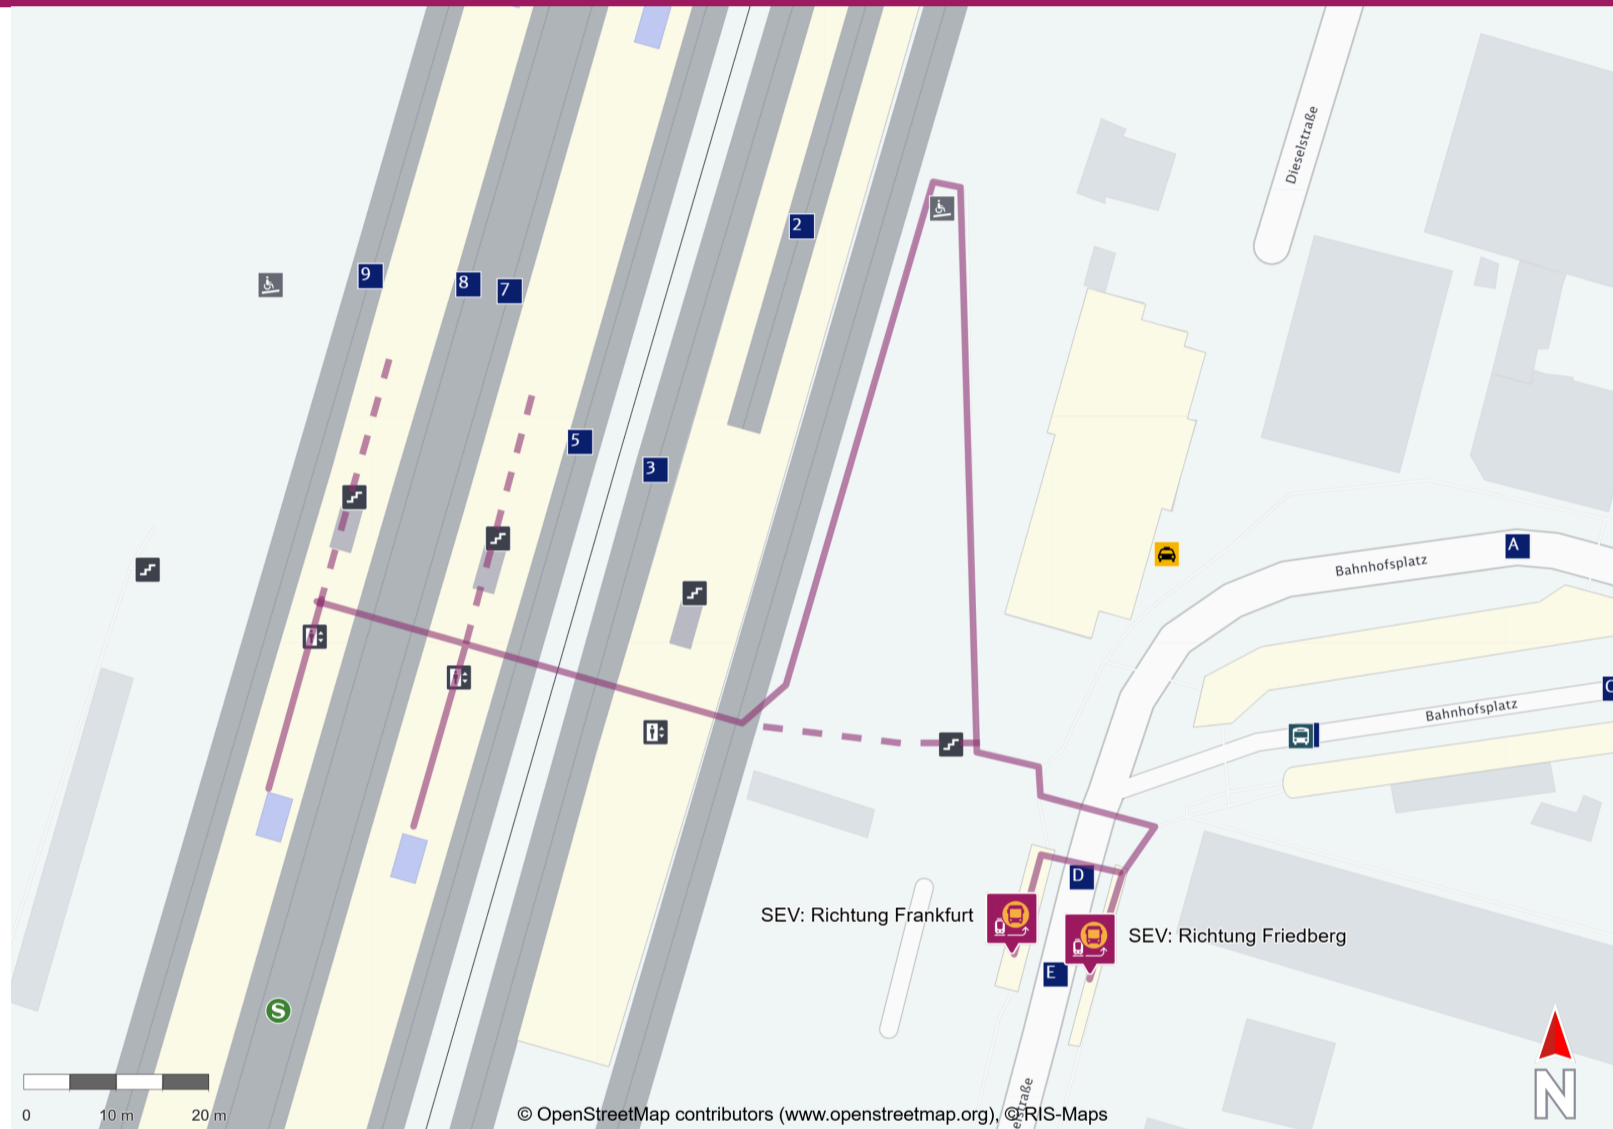 Dieselstraße
2
9
8
7
5
3
A
Bahnhofsplatz
C
Bahnhofsplatz
D
SEV: Richtung Frankfurt
SEV: Richtung Friedberg
E
S
N
0 10 m 20 m
© OpenStreetMap contributors (www.openstreetmap.org), © RIS-Maps